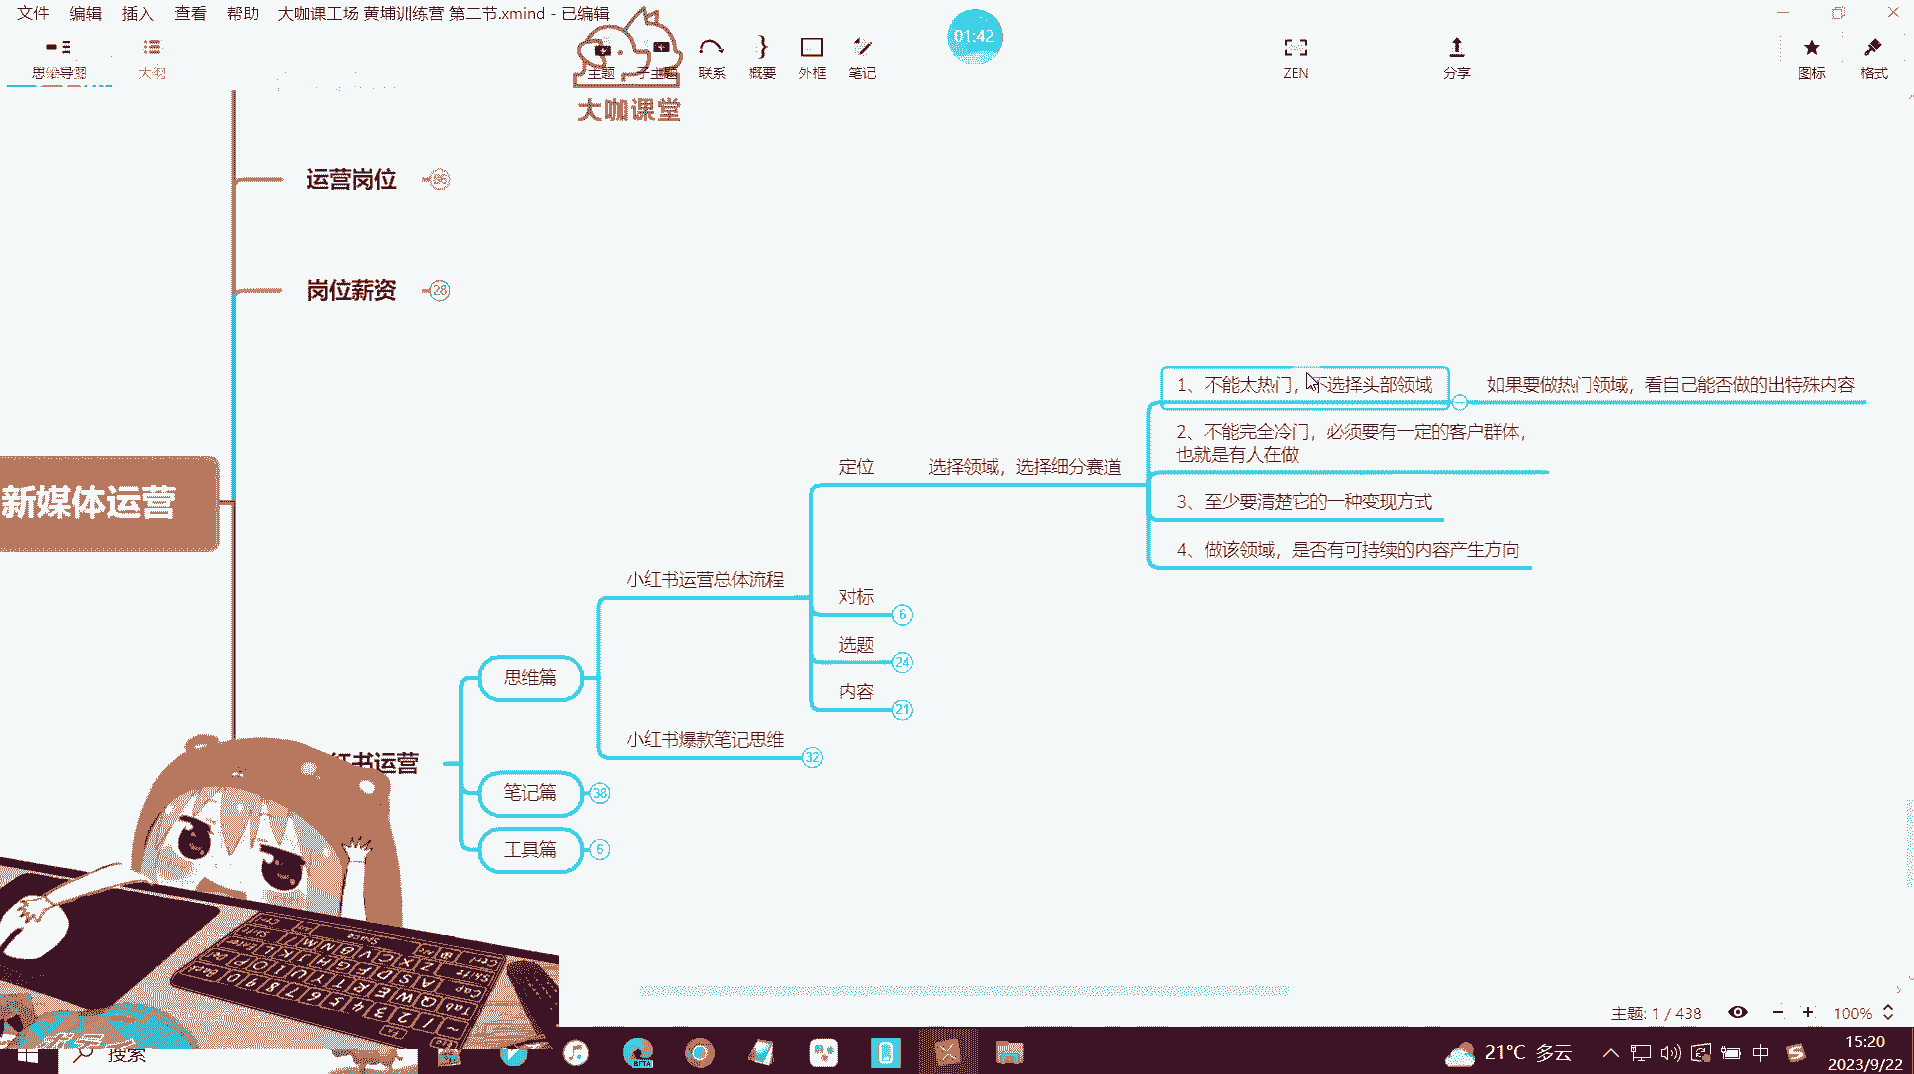 文件 编辑 插入 查看 帮助 大咖课工场 黄埔训练营 第二节.xmind - 已编辑
01:42
思维导图 大纲 主题 子主题 联系 概要 外框 笔记 ZEN 分享 图标 格式
大咖课堂
运营岗位
岗位薪资 28
新媒体运营
1、不能太热门，不选择头部领域
如果要做热门领域，看自己能否做的出特殊内容
2、不能完全冷门，必须要有一定的客户群体，
也就是有人在做
定位 选择领域，选择细分赛道
3、至少要清楚它的一种变现方式
4、做该领域，是否有可持续的内容产生方向
小红书运营总体流程
对标 6
选题 24
内容 21
思维篇
小红书爆款笔记思维 32
红书运营
笔记篇 38
工具篇 6
主题: 1 / 438 100%
搜索
BETA
21°C 多云
中
15:20
2023/9/22